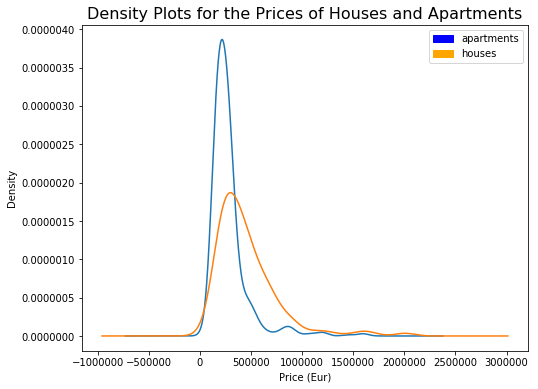 Density Plots for the Prices of Houses and Apartments
apartments
houses
0.0000040
0.0000035
0.0000030
0.0000025
0.0000020
0.0000015
0.0000010
0.0000005
0.0000000
Density
−1000000 −500000 0 500000 1000000 1500000 2000000 2500000 3000000
Price (Eur)